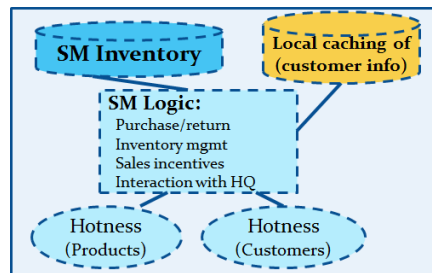 SM Inventory
Local caching of
(customer info)
SM Logic:
Purchase/return
Inventory mgmt
Sales incentives
Interaction with HQ
Hotness
(Products)
Hotness
(Customers)